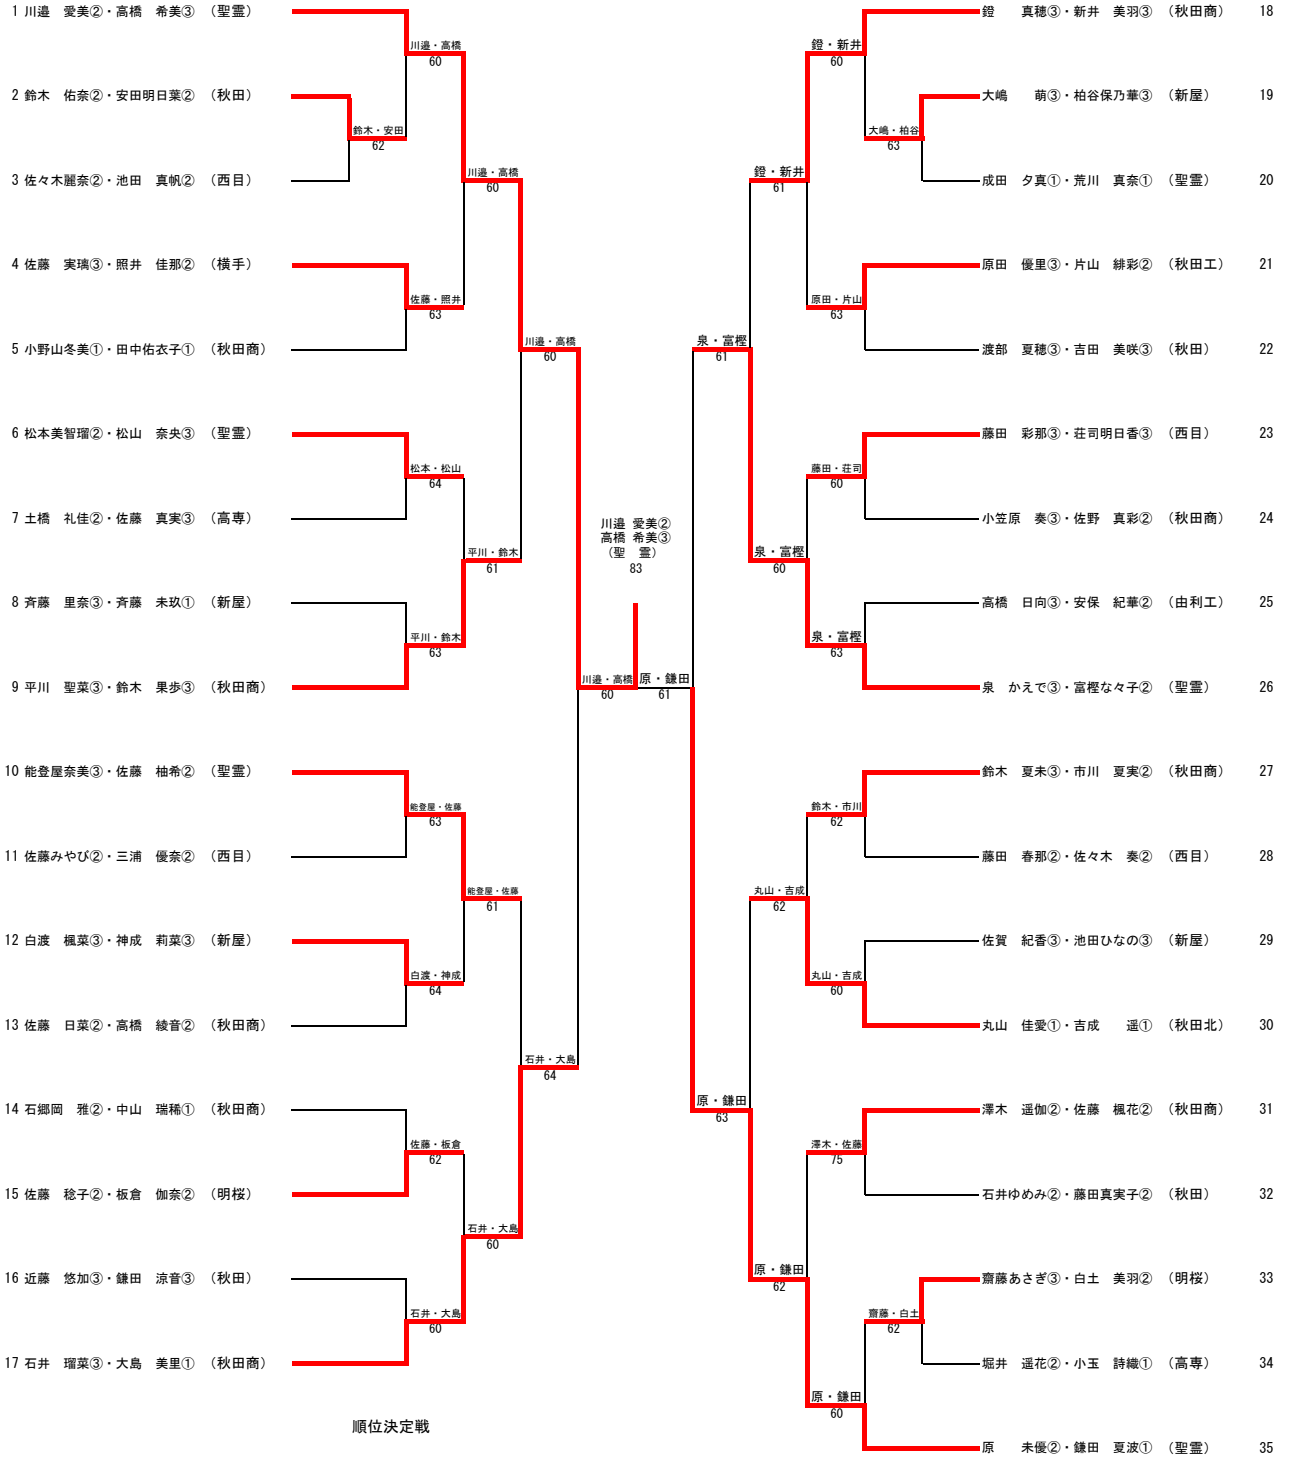 1 川邉　愛美②・高橋　希美③　（聖霊）
2 鈴木　佑奈②・安田明日葉②　（秋田）
3 佐々木麗奈②・池田　真帆②　（西目）
4 佐藤　実璃③・照井　佳那②　（横手）
5 小野山冬美①・田中佑衣子①　（秋田商）
6 松本美智瑠②・松山　奈央③　（聖霊）
7 土橋　礼佳②・佐藤　真実③　（高専）
8 斉藤　里奈③・斉藤　未玖①　（新屋）
9 平川　聖菜③・鈴木　果歩③　（秋田商）
10 能登屋奈美③・佐藤　柚希②　（聖霊）
11 佐藤みやび②・三浦　優奈②　（西目）
12 白渡　楓菜③・神成　莉菜③　（新屋）
13 佐藤　日菜②・高橋　綾音②　（秋田商）
14 石郷岡　雅②・中山　瑞稀①　（秋田商）
15 佐藤　稔子②・板倉　伽奈②　（明桜）
16 近藤　悠加③・鎌田　涼音③　（秋田）
17 石井　瑠菜③・大島　美里①　（秋田商）
川邉・高橋
60
鈴木・安田
62
川邉・高橋
60
佐藤・照井
63
川邉・高橋
60
松本・松山
64
平川・鈴木
61
平川・鈴木
63
川邉・高橋
60
能登屋・佐藤
63
能登屋・佐藤
61
白渡・神成
64
石井・大島
64
佐藤・板倉
62
石井・大島
60
石井・大島
60
川邉 愛美②
高橋 希美③
（聖　霊）
83
原・鎌田
61
鐙・新井
60
大嶋・柏谷
63
鐙・新井
61
原田・片山
63
泉・富樫
61
藤田・荘司
60
泉・富樫
60
泉・富樫
63
鈴木・市川
62
丸山・吉成
62
丸山・吉成
60
原・鎌田
63
澤木・佐藤
75
原・鎌田
62
齋藤・白土
62
原・鎌田
60
鐙　　真穂③・新井　美羽③　（秋田商）　18
大嶋　　萌③・柏谷保乃華③　（新屋）　19
成田　夕真①・荒川　真奈①　（聖霊）　20
原田　優里③・片山　緋彩②　（秋田工）　21
渡部　夏穂③・吉田　美咲③　（秋田）　22
藤田　彩那③・荘司明日香③　（西目）　23
小笠原　奏③・佐野　真彩②　（秋田商）　24
高橋　日向③・安保　紀華②　（由利工）　25
泉　かえで③・富樫な々子②　（聖霊）　26
鈴木　夏未③・市川　夏実②　（秋田商）　27
藤田　春那②・佐々木　奏②　（西目）　28
佐賀　紀香③・池田ひなの③　（新屋）　29
丸山　佳愛①・吉成　　遥①　（秋田北）　30
澤木　遥伽②・佐藤　楓花②　（秋田商）　31
石井ゆめみ②・藤田真実子②　（秋田）　32
齋藤あさぎ③・白土　美羽②　（明桜）　33
堀井　遥花②・小玉　詩織①　（高専）　34
原　　未優②・鎌田　夏波①　（聖霊）　35
順位決定戦